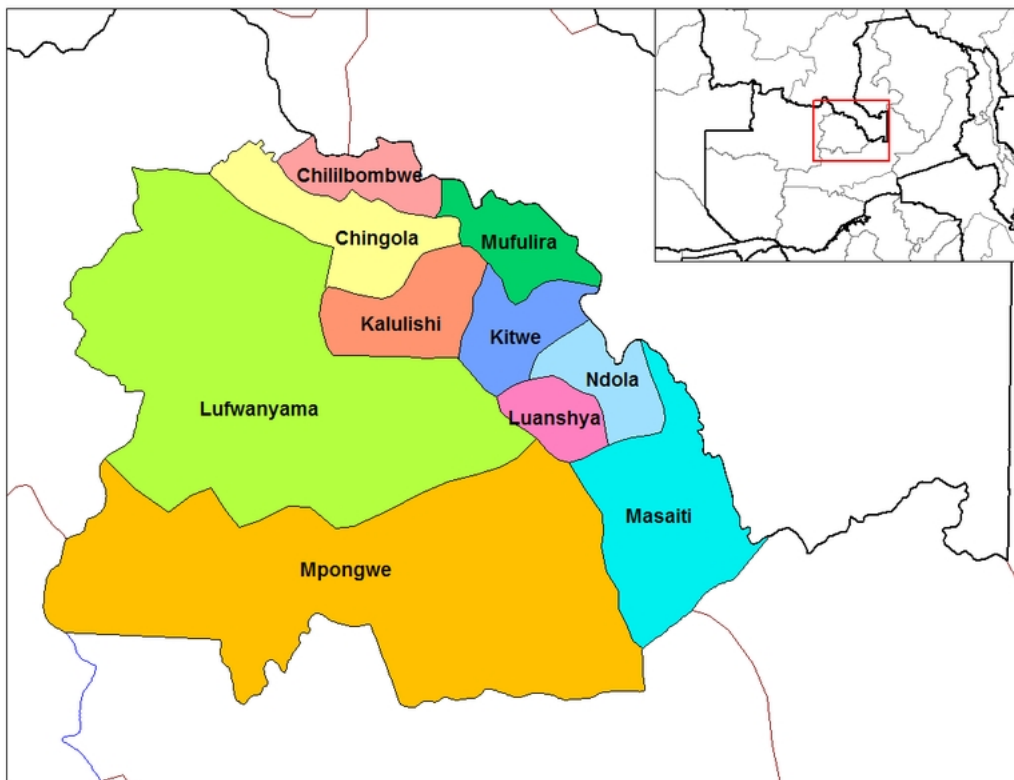 Chililbombwe
Chingola
Mufulira
Kalulishi
Kitwe
Ndola
Lufwanyama
Luanshya
Masaiti
Mpongwe